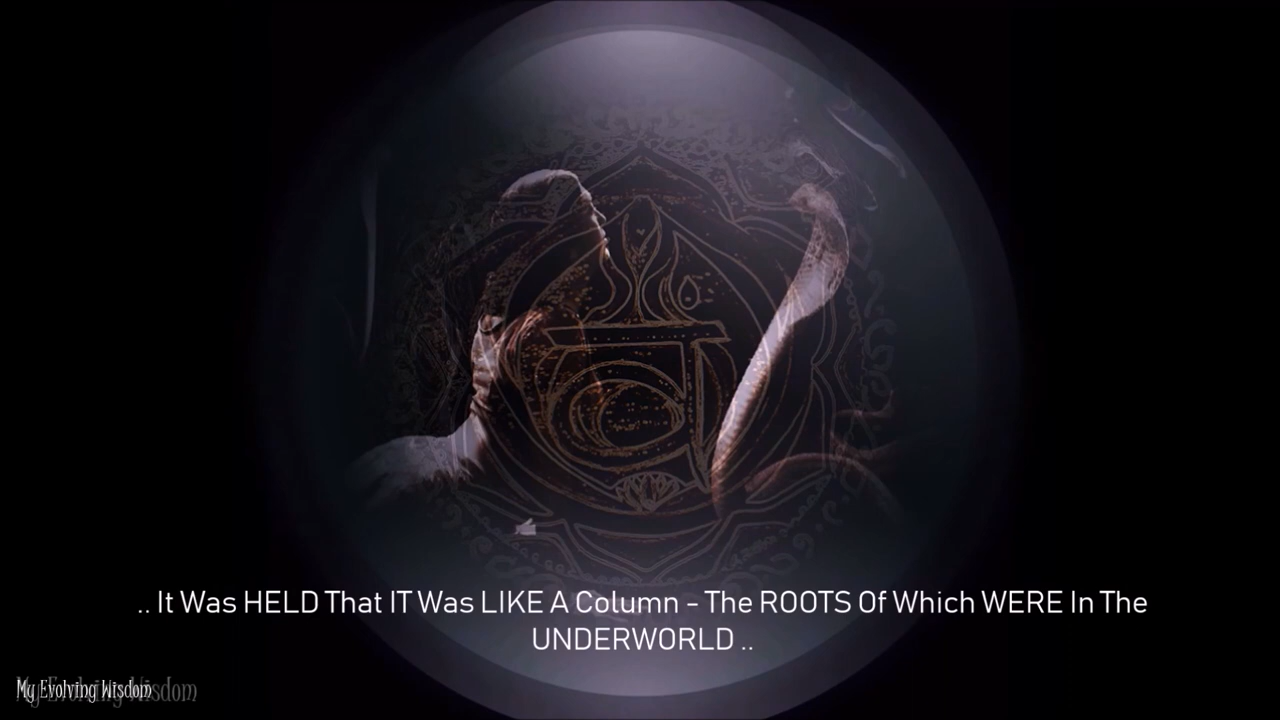 व
.. It Was HELD That IT Was LIKE A Column - The ROOTS Of Which WERE In The
UNDERWORLD ..
My Evolving Wisdom